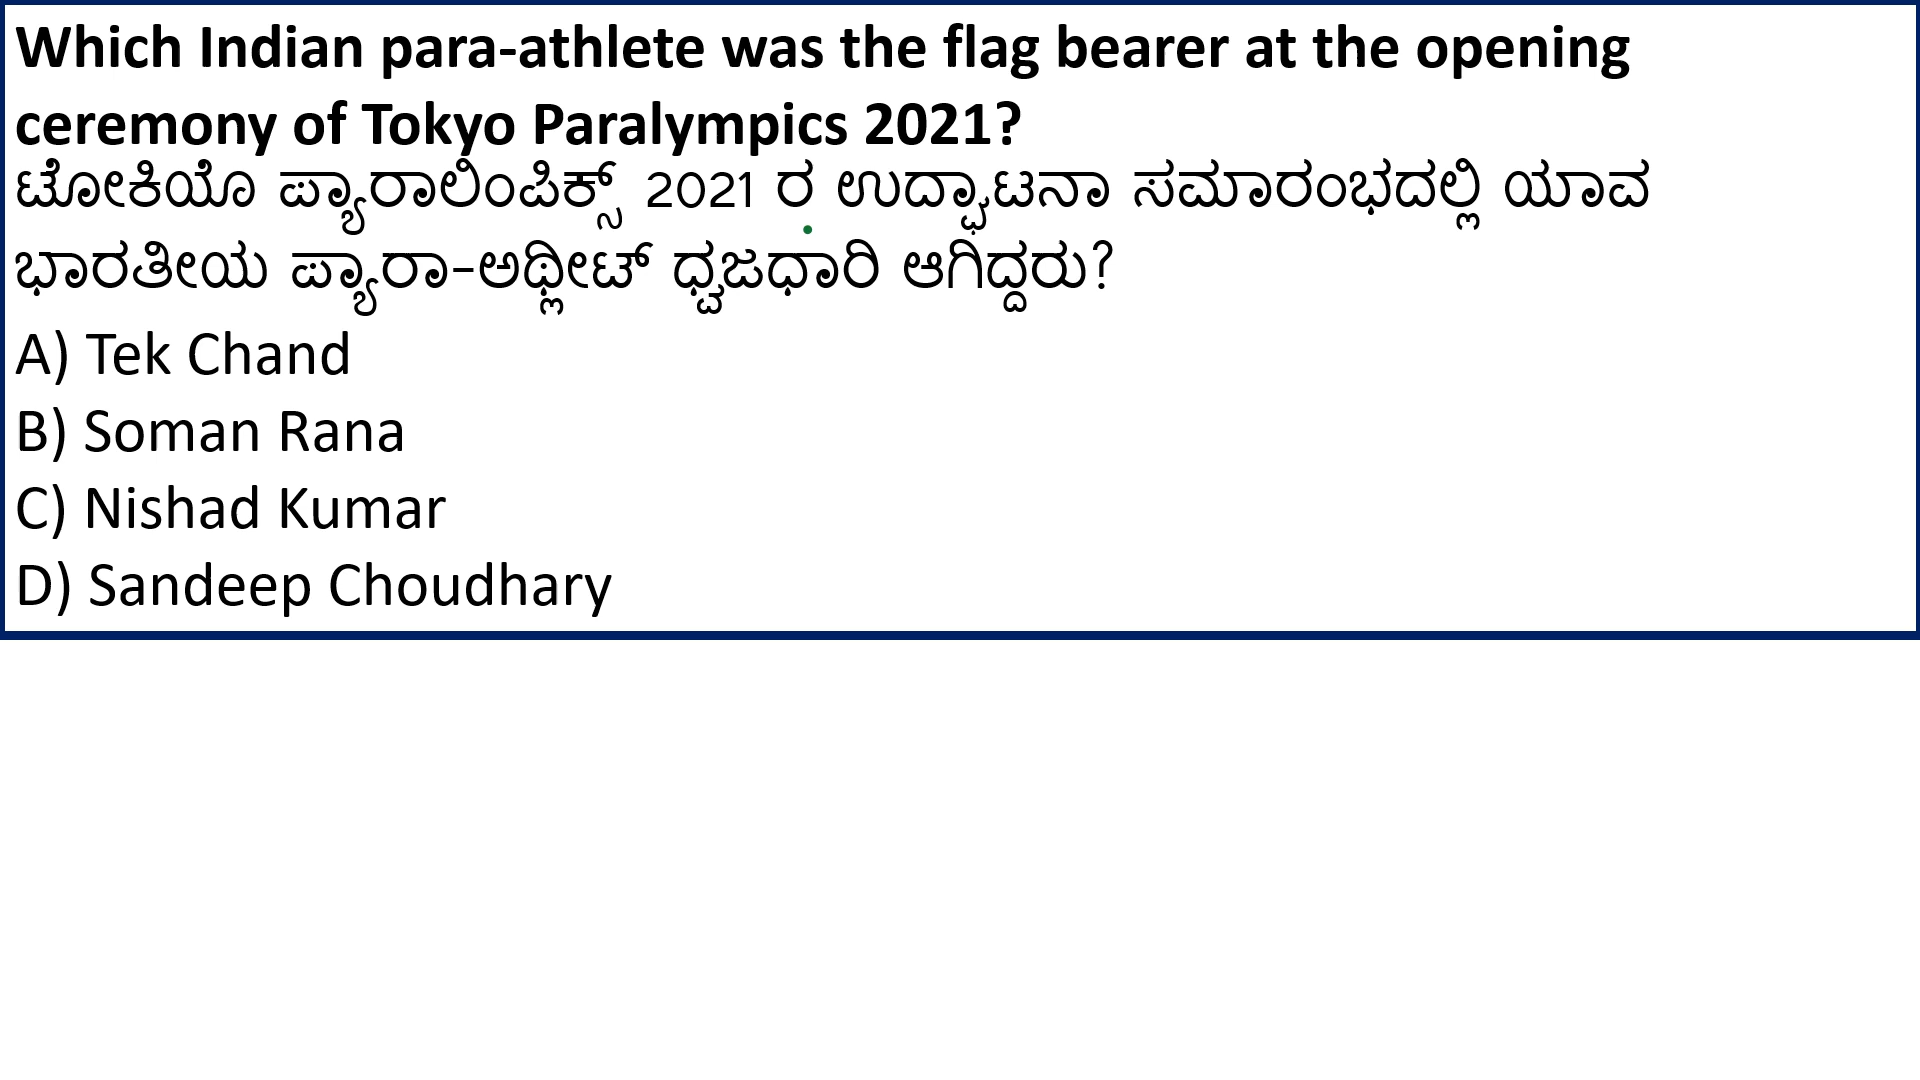 Which Indian para-athlete was the flag bearer at the opening
ceremony of Tokyo Paralympics 2021?
ಟೋಕಿಯೊ ಪ್ಯಾರಾಲಿಂಪಿಕ್ಸ್ 2021 ರ ಉದ್ಘಾಟನಾ ಸಮಾರಂಭದಲ್ಲಿ ಯಾವ
ಭಾರತೀಯ ಪ್ಯಾರಾ-ಅಥ್ಲೀಟ್ ಧ್ವಜಧಾರಿ ಆಗಿದ್ದರು?
A) Tek Chand
B) Soman Rana
C) Nishad Kumar
D) Sandeep Choudhary